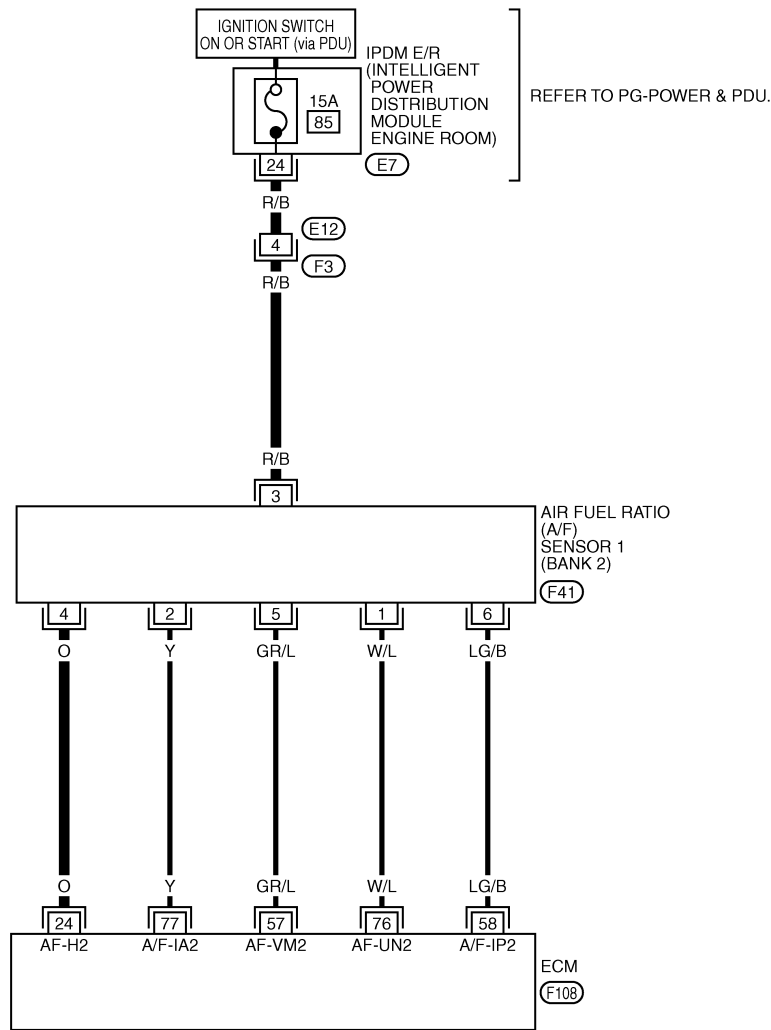 IGNITION SWITCH
ON OR START (via PDU)
IPDM E/R
(INTELLIGENT
POWER
DISTRIBUTION
MODULE
ENGINE ROOM)
REFER TO PG-POWER & PDU.
15A
85
24
E7
R/B
E12
4
F3
R/B
R/B
3
AIR FUEL RATIO
(A/F)
SENSOR 1
(BANK 2)
F41
4 2 5 1 6
O Y GR/L W/L LG/B
O Y GR/L W/L LG/B
24 77 57 76 58
AF-H2 A/F-IA2 AF-VM2 AF-UN2 A/F-IP2
ECM
F108